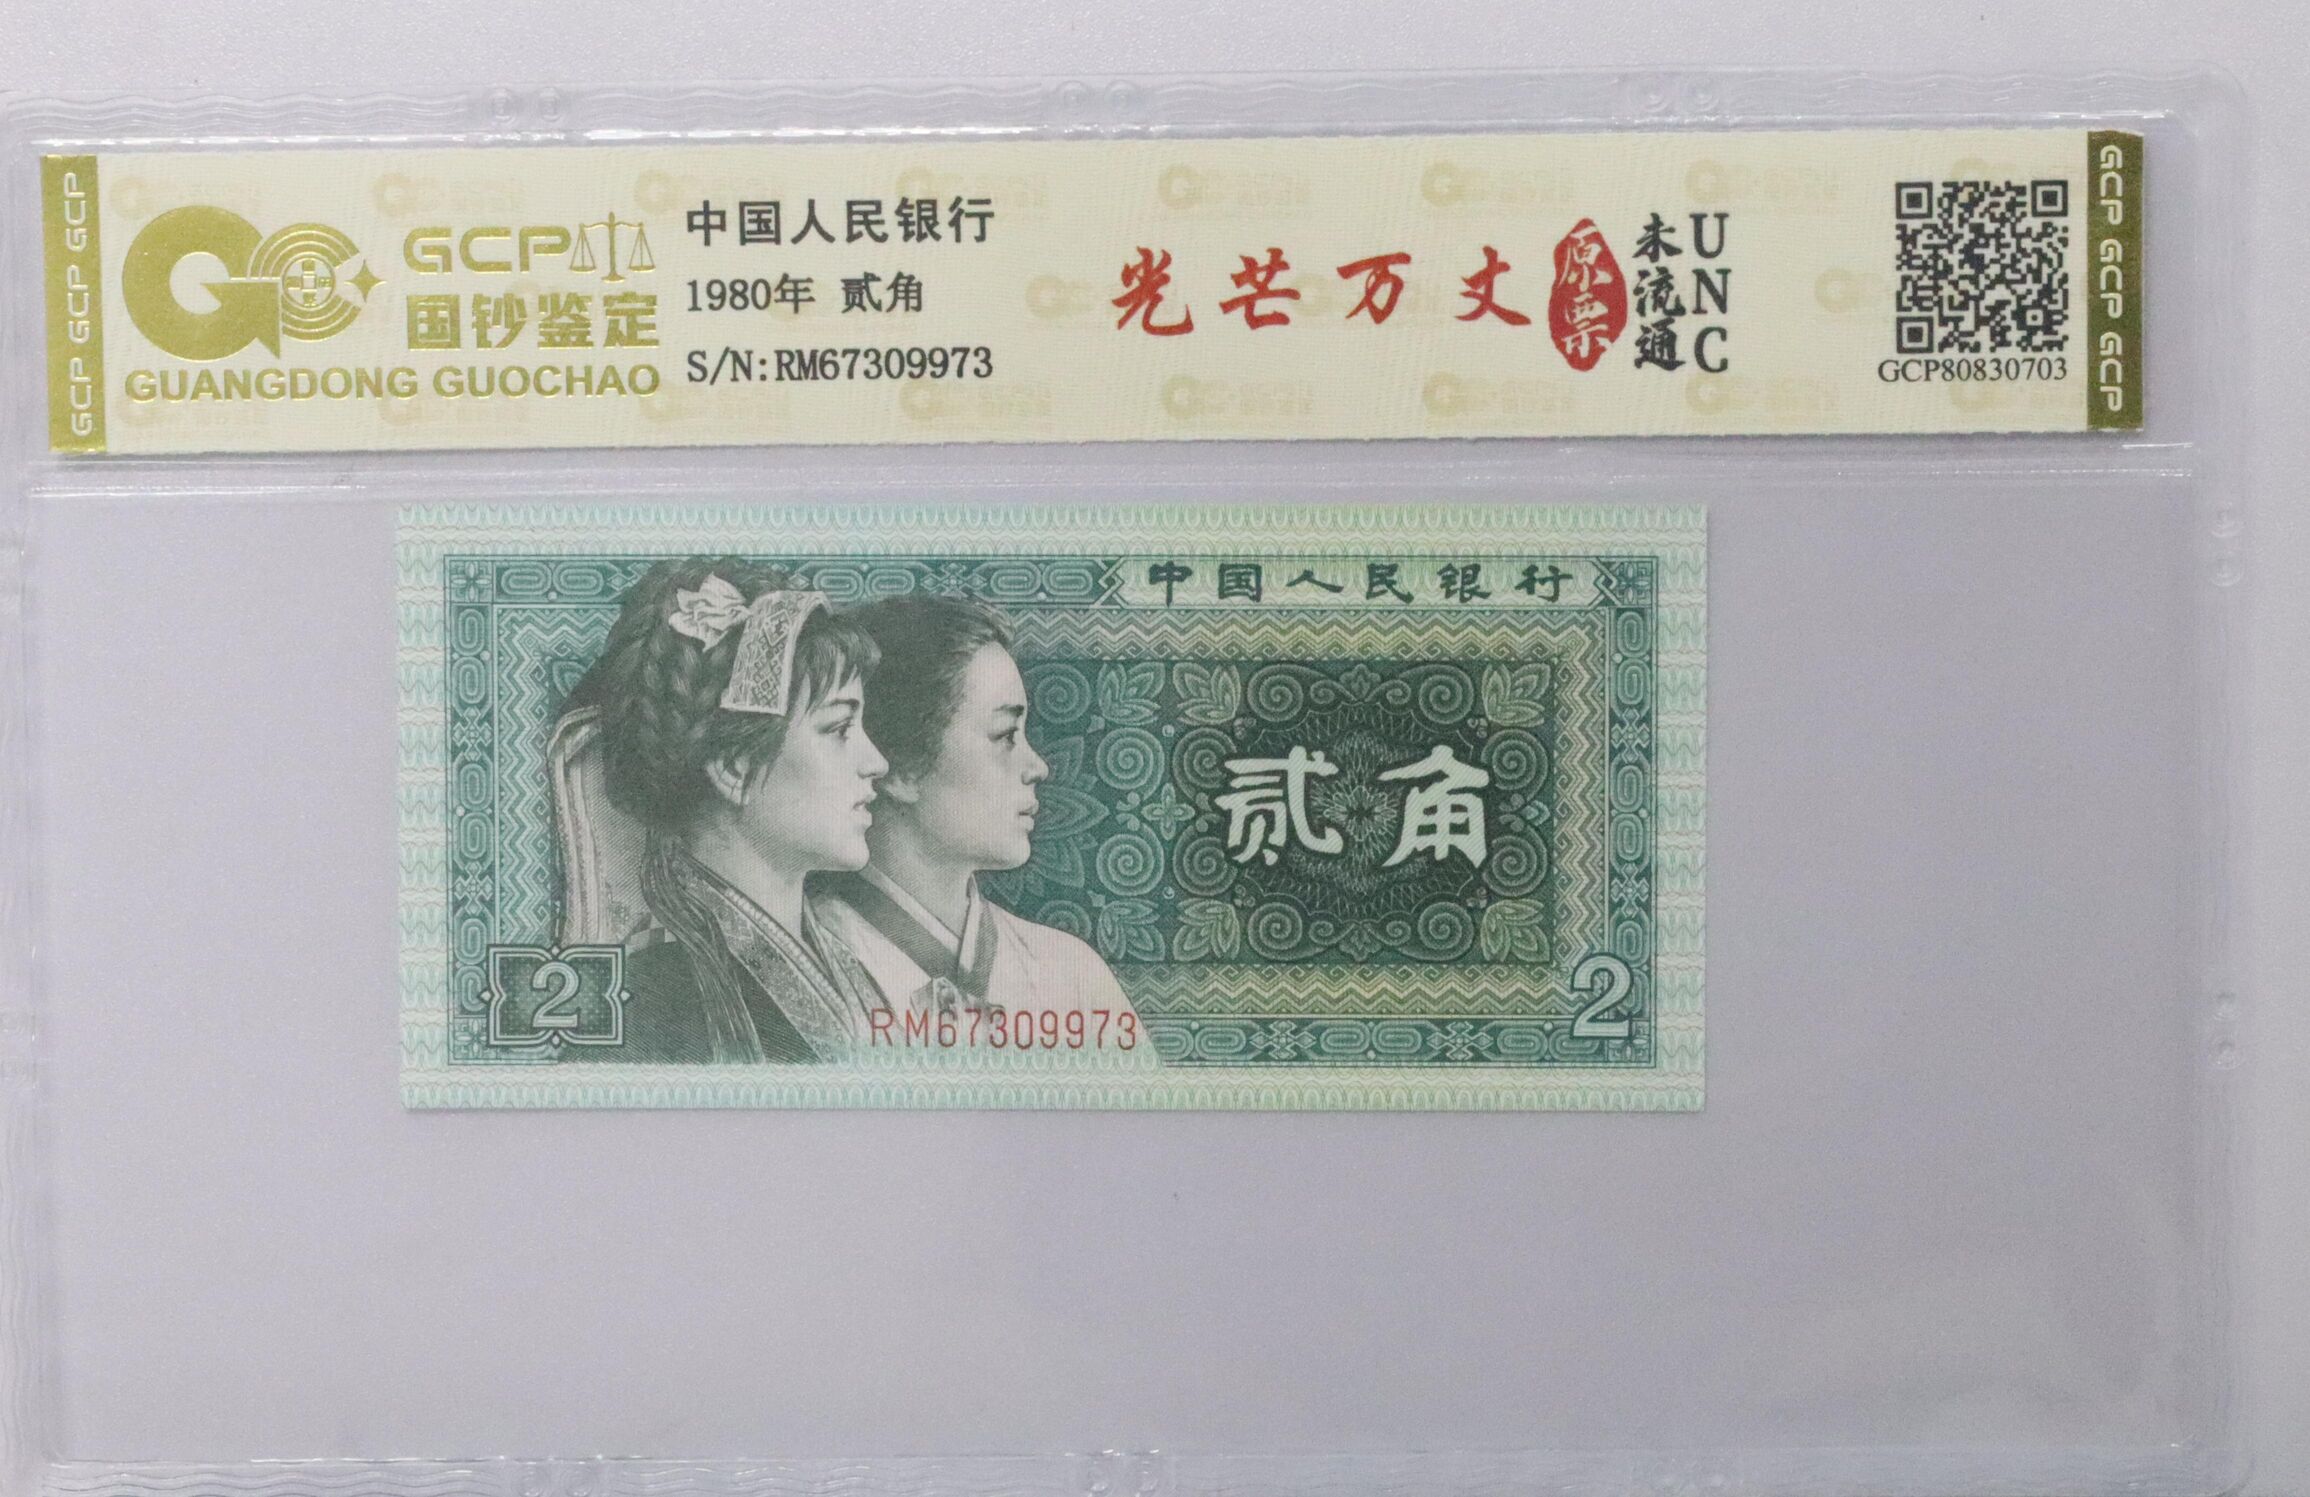 GCP GCP GCP
GCP
国钞鉴定
GUANGDONG GUOCHAO
中国人民银行
1980年 贰角
S/N:RM67309973
光芒万丈
原票
未流通
UNC
GCP80830703
GCP GCP GCP
中国人民银行
贰角
2
RM67309973
2